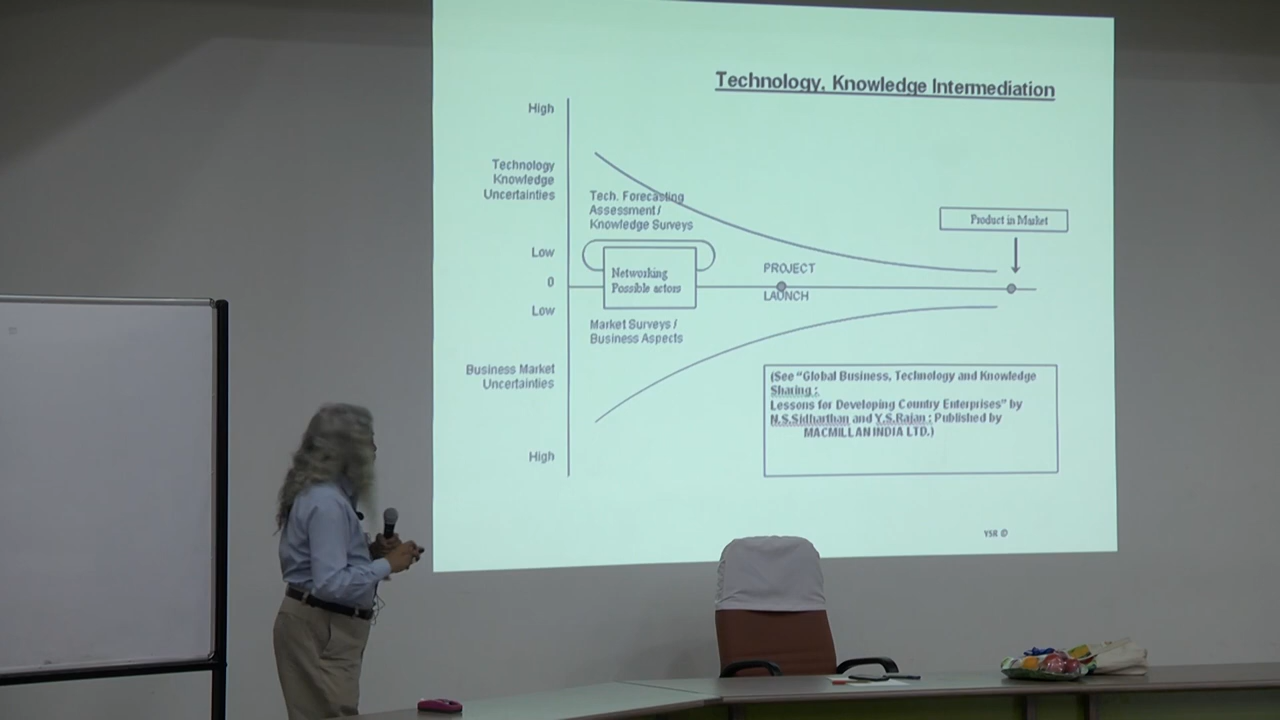 Technology, Knowledge Intermediation
High
Technology
Knowledge
Uncertainties
Tech. Forecasting
Assessment /
Knowledge Surveys
Product in Market
Low
PROJECT
Networking
Possible actors
0
LAUNCH
Low
Market Surveys /
Business Aspects
Business Market
Uncertainties
(See "Global Business, Technology and Knowledge
Sharing :
Lessons for Developing Country Enterprises" by
N.S.Sidharthan and Y.S.Rajan : Published by
MACMILLAN INDIA LTD.)
High
YSR ©